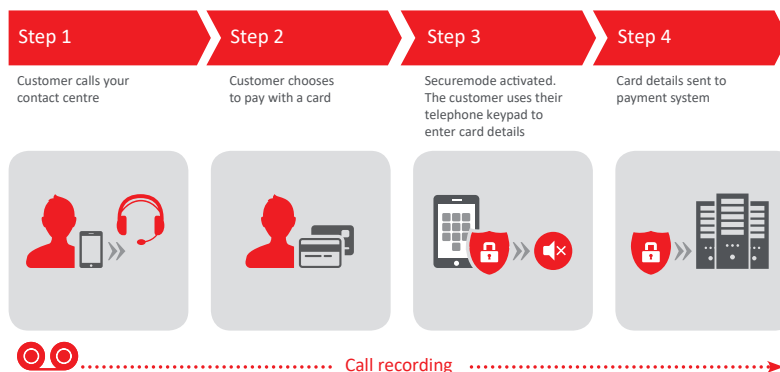 Step 1
Step 2
Step 3
Step 4
Customer calls your
contact centre
Customer chooses
to pay with a card
Securemode activated.
The customer uses their
telephone keypad to
enter card details
Card details sent to
payment system
Call recording